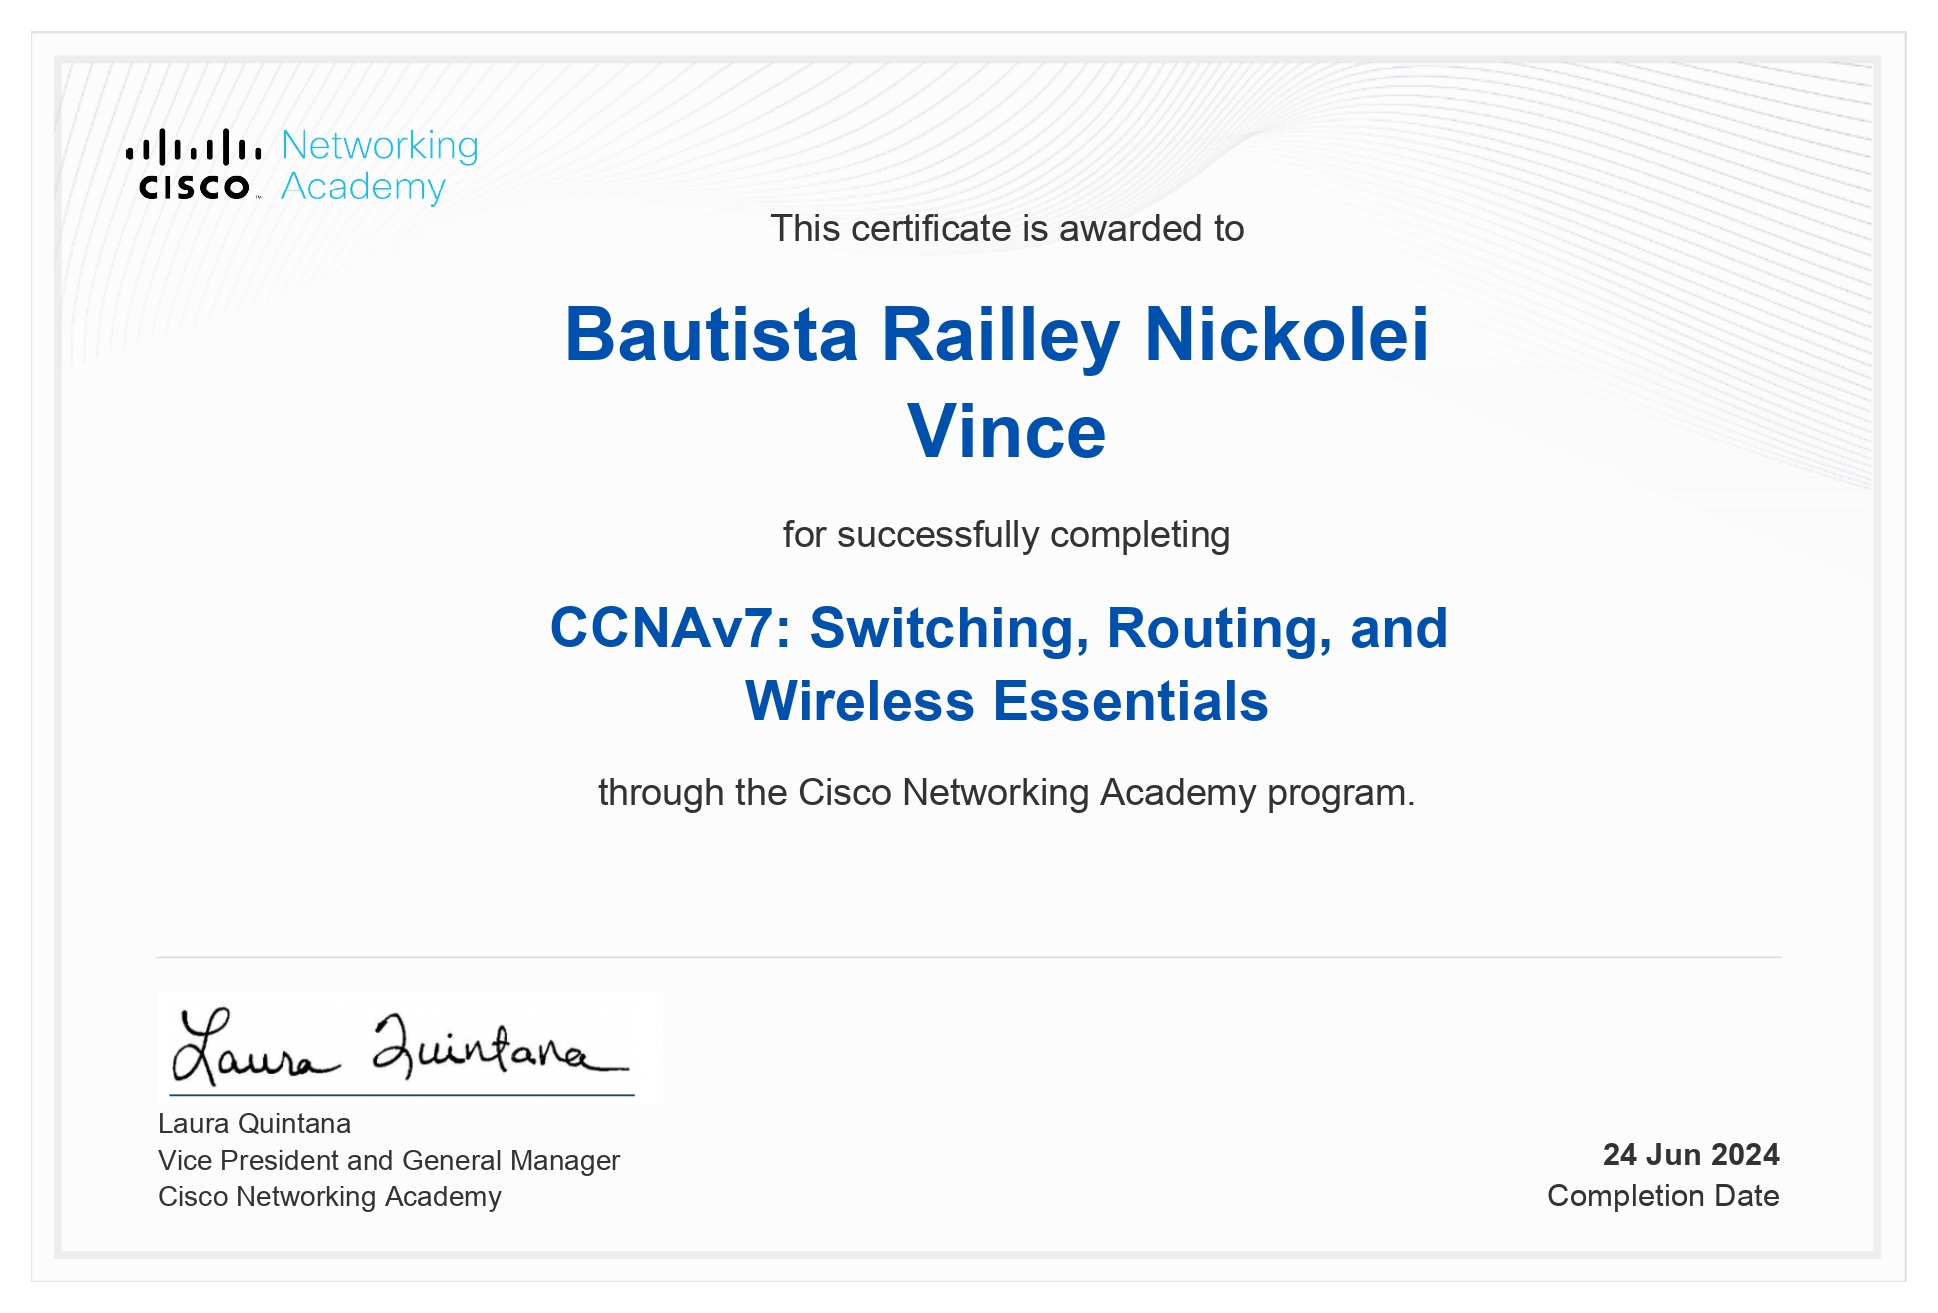 CISCO™ Networking
Academy
This certificate is awarded to
Bautista Railley Nickolei
Vince
for successfully completing
CCNAv7: Switching, Routing, and
Wireless Essentials
through the Cisco Networking Academy program.
Laura Quintana
Laura Quintana
Vice President and General Manager
Cisco Networking Academy
24 Jun 2024
Completion Date